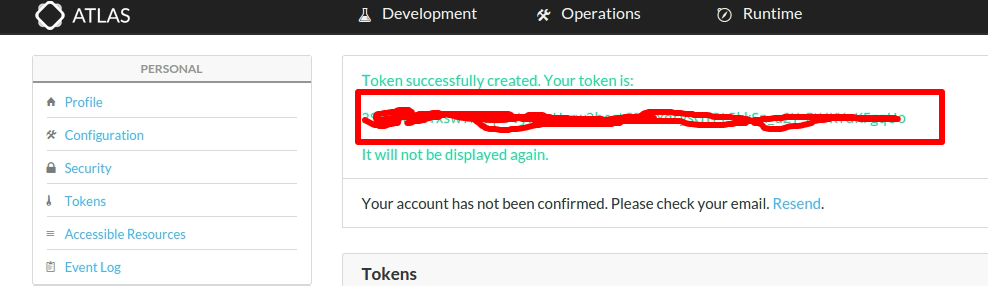 ATLAS
Development
Operations
Runtime
PERSONAL
Profile
Configuration
Security
Tokens
Accessible Resources
Event Log
Token successfully created. Your token is:
It will not be displayed again.
Your account has not been confirmed. Please check your email. Resend.
Tokens